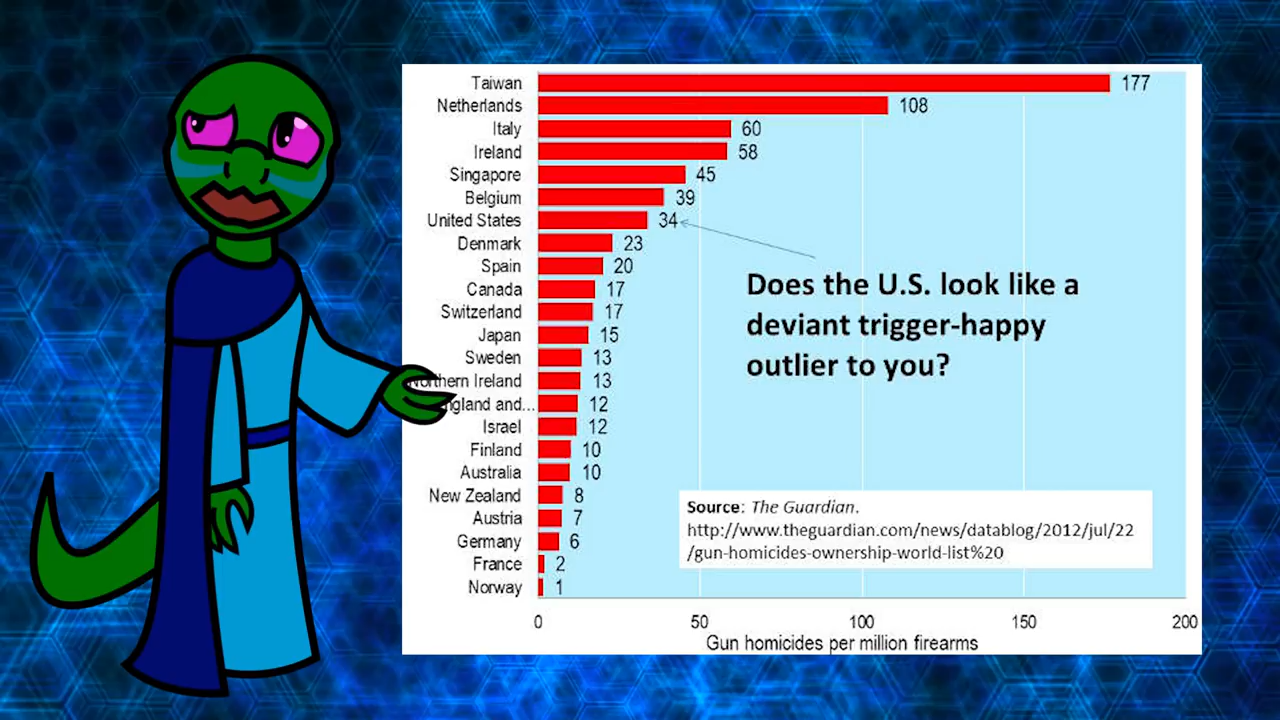 Taiwan 177
Netherlands 108
Italy 60
Ireland 58
Singapore 45
Belgium 39
United States 34
Denmark 23
Spain 20
Canada 17
Switzerland 17
Japan 15
Sweden 13
Northern Ireland 13
ngland and... 12
Israel 12
Finland 10
Australia 10
New Zealand 8
Austria 7
Germany 6
France 2
Norway 1
0 50 100 150 200
Gun homicides per million firearms
Does the U.S. look like a
deviant trigger-happy
outlier to you?
Source: The Guardian.
http://www.theguardian.com/news/datablog/2012/jul/22
/gun-homicides-ownership-world-list%20